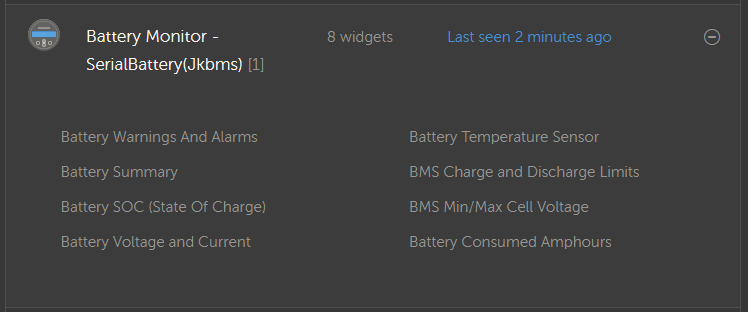 Battery Monitor - 8 widgets Last seen 2 minutes ago
SerialBattery(Jkbms) [1]
Battery Warnings And Alarms Battery Temperature Sensor
Battery Summary BMS Charge and Discharge Limits
Battery SOC (State Of Charge) BMS Min/Max Cell Voltage
Battery Voltage and Current Battery Consumed Amphours